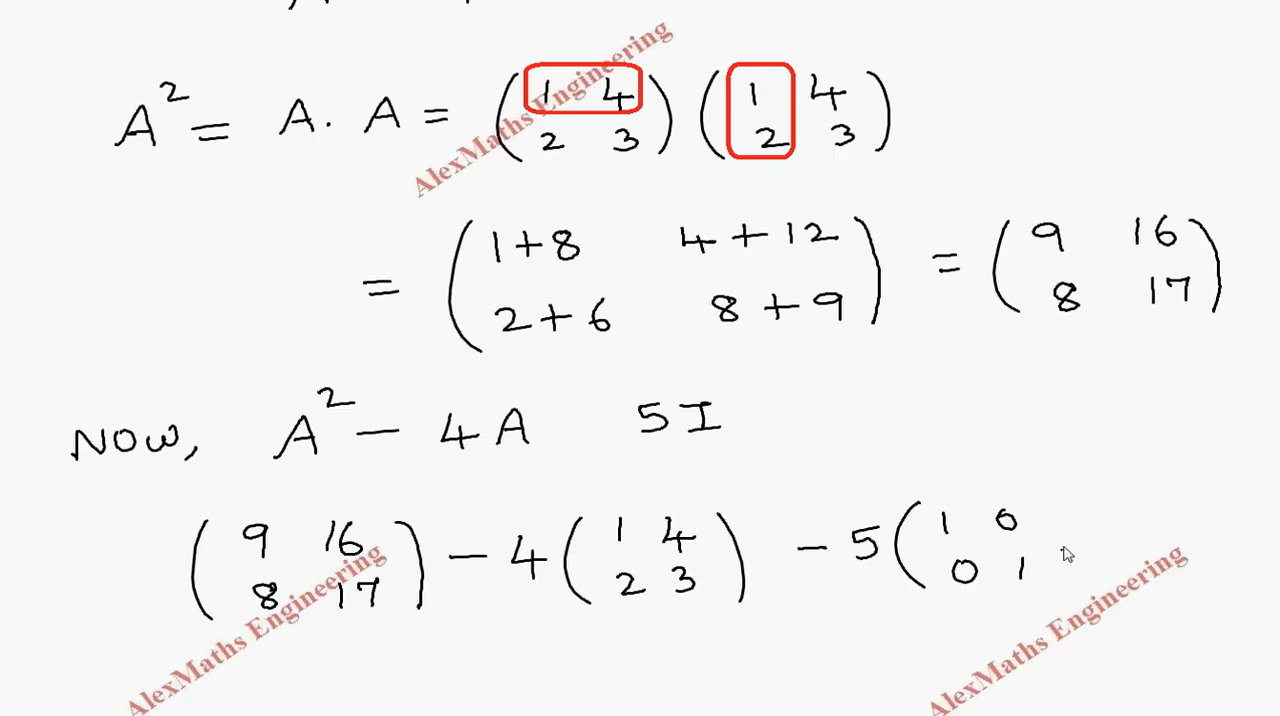 A² = A . A = ( 1 4 2 3 ) ( 1 4 2 3 )
= ( 1+8 4+12 2+6 8+9 ) = ( 9 16 8 17 )
NOW, A² - 4A 5I
( 9 16 8 17 ) - 4 ( 1 4 2 3 ) - 5 ( 1 0 0 1
AlexMaths Engineering
AlexMaths Engineering
AlexMaths Engineering